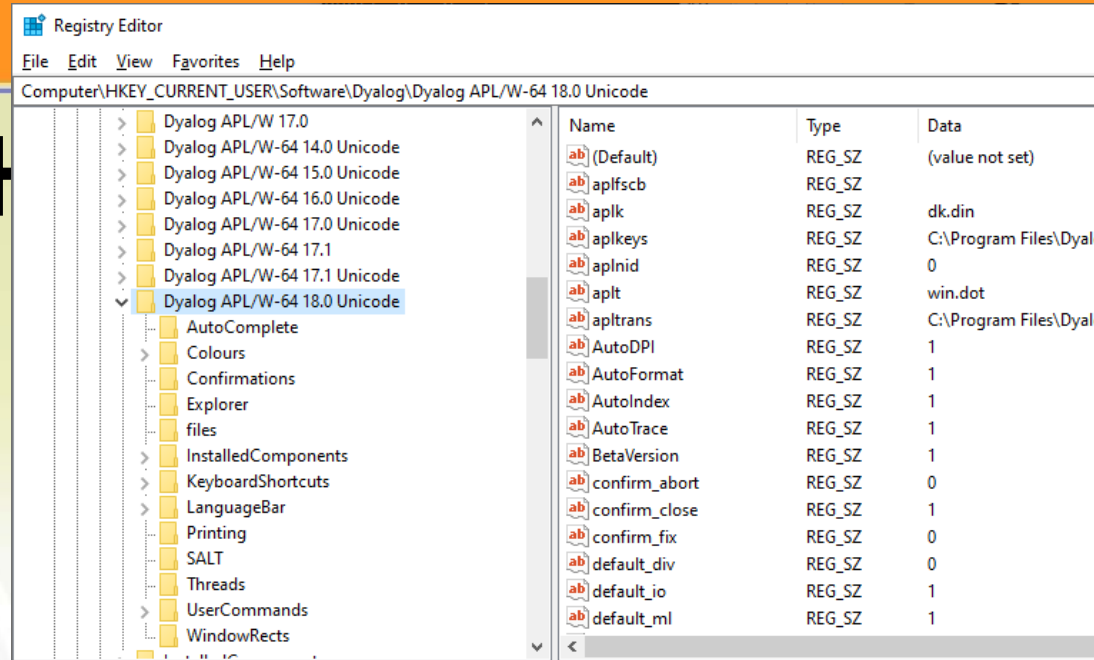 Registry Editor
File Edit View Favorites Help
Computer\HKEY_CURRENT_USER\Software\Dyalog\Dyalog APL/W-64 18.0 Unicode
Dyalog APL/W 17.0
Dyalog APL/W-64 14.0 Unicode
Dyalog APL/W-64 15.0 Unicode
Dyalog APL/W-64 16.0 Unicode
Dyalog APL/W-64 17.0 Unicode
Dyalog APL/W-64 17.1
Dyalog APL/W-64 17.1 Unicode
Dyalog APL/W-64 18.0 Unicode
AutoComplete
Colours
Confirmations
Explorer
files
InstalledComponents
KeyboardShortcuts
LanguageBar
Printing
SALT
Threads
UserCommands
WindowRects
Name Type Data
(Default) REG_SZ (value not set)
aplfscb REG_SZ
aplk REG_SZ dk.din
aplkeys REG_SZ C:\Program Files\Dyal
aplnid REG_SZ 0
aplt REG_SZ win.dot
apltrans REG_SZ C:\Program Files\Dyal
AutoDPI REG_SZ 1
AutoFormat REG_SZ 1
AutoIndex REG_SZ 1
AutoTrace REG_SZ 1
BetaVersion REG_SZ 1
confirm_abort REG_SZ 0
confirm_close REG_SZ 1
confirm_fix REG_SZ 0
default_div REG_SZ 0
default_io REG_SZ 1
default_ml REG_SZ 1